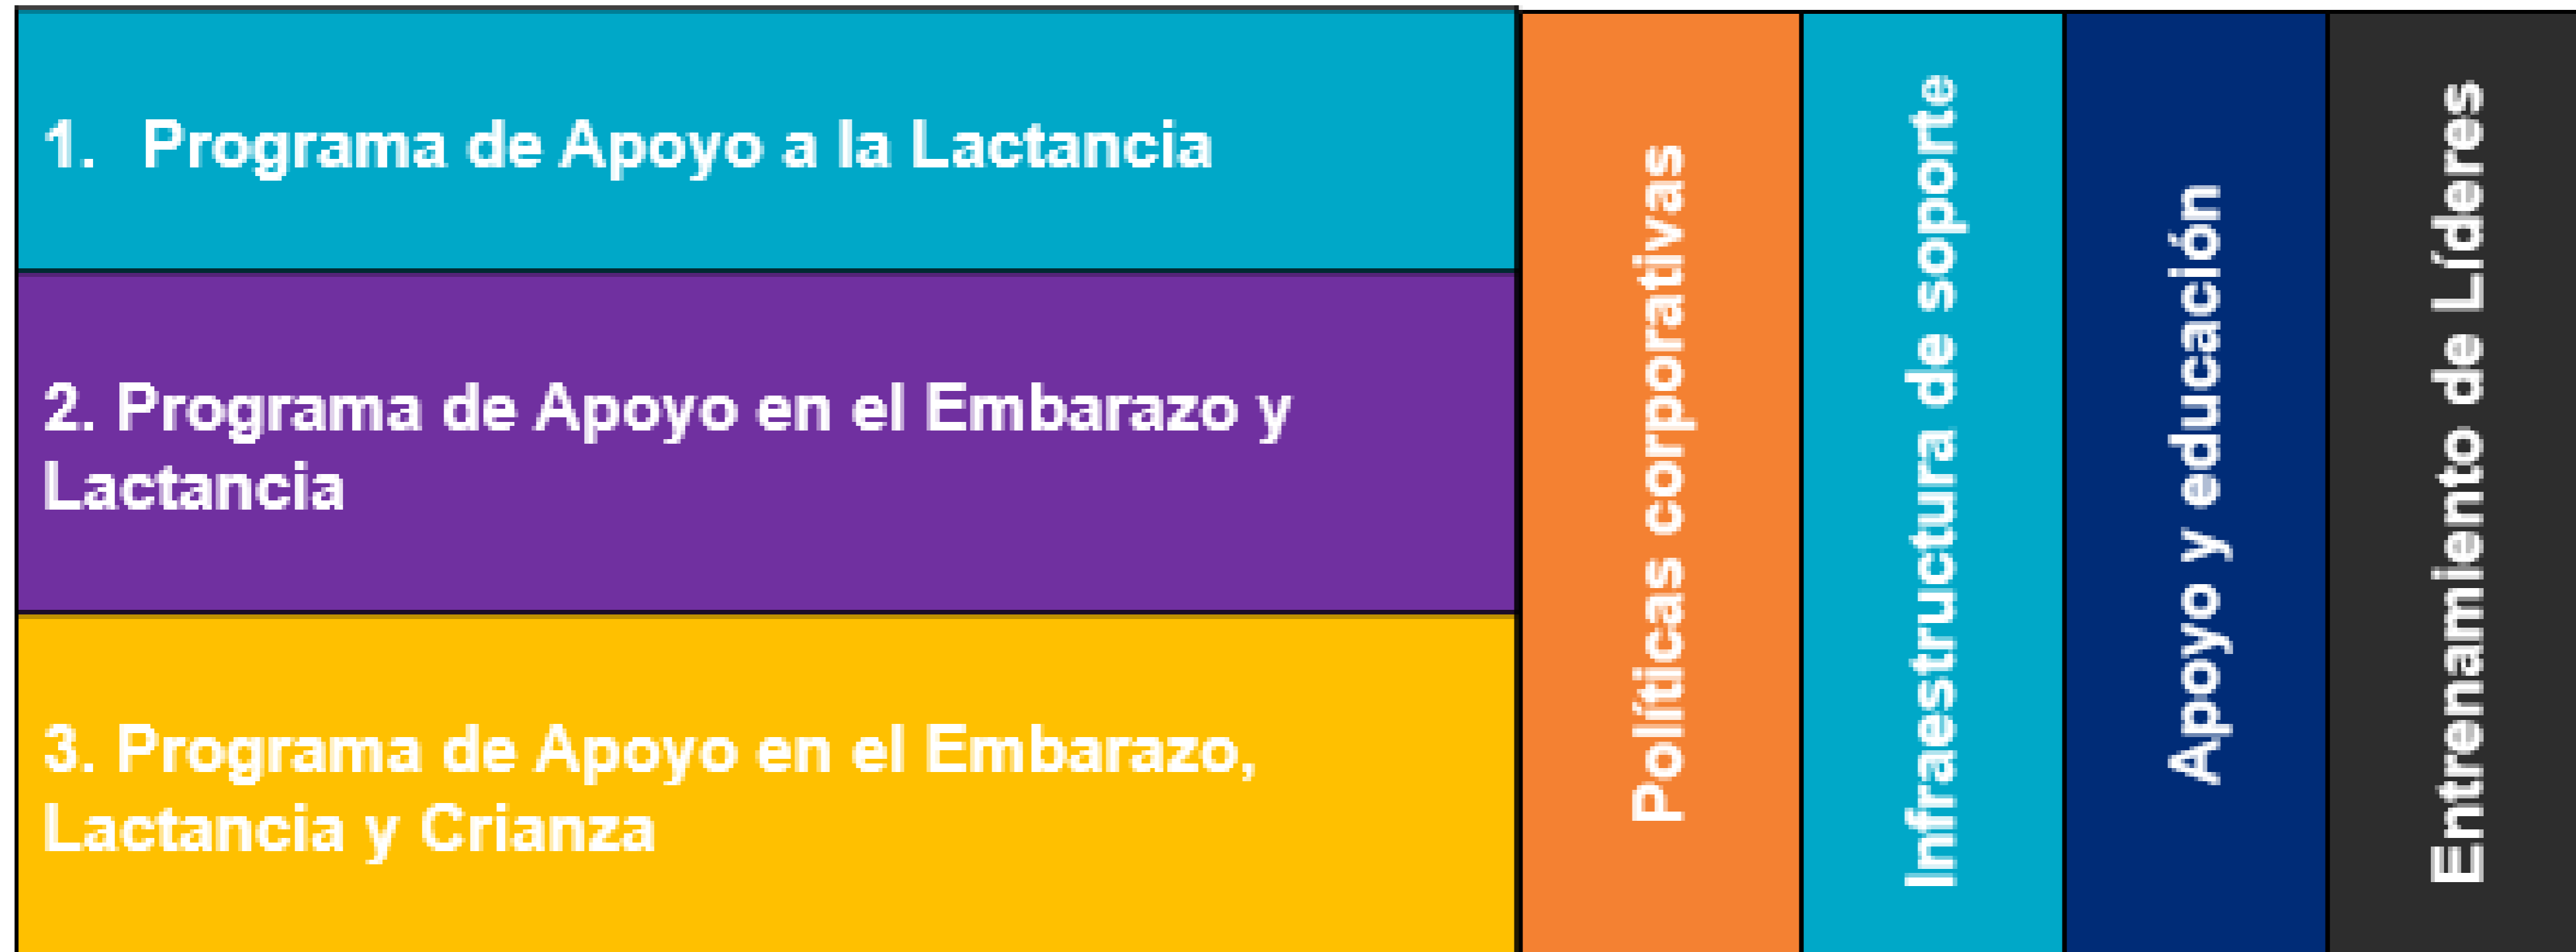 1. Programa de Apoyo a la Lactancia
2. Programa de Apoyo en el Embarazo y
Lactancia
3. Programa de Apoyo en el Embarazo,
Lactancia y Crianza
Políticas corporativas
Infraestructura de soporte
Apoyo y educación
Entrenamiento de Líderes